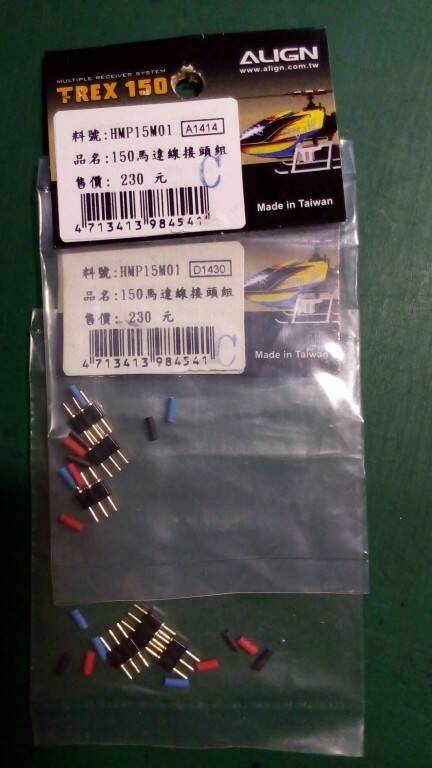 ALIGN
www.align.com.tw
MULTIPLE RECEIVER SYSTEM
T-REX 150
料號:HMP15M01 A1414
品名:150馬達線接頭組
售價: 230 元
C
4 713413 984541
Made in Taiwan
料號:HMP15M01 D1430
品名:150馬達線接頭組
售價: 230 元
C
4 713413 984541
Made in Taiwan